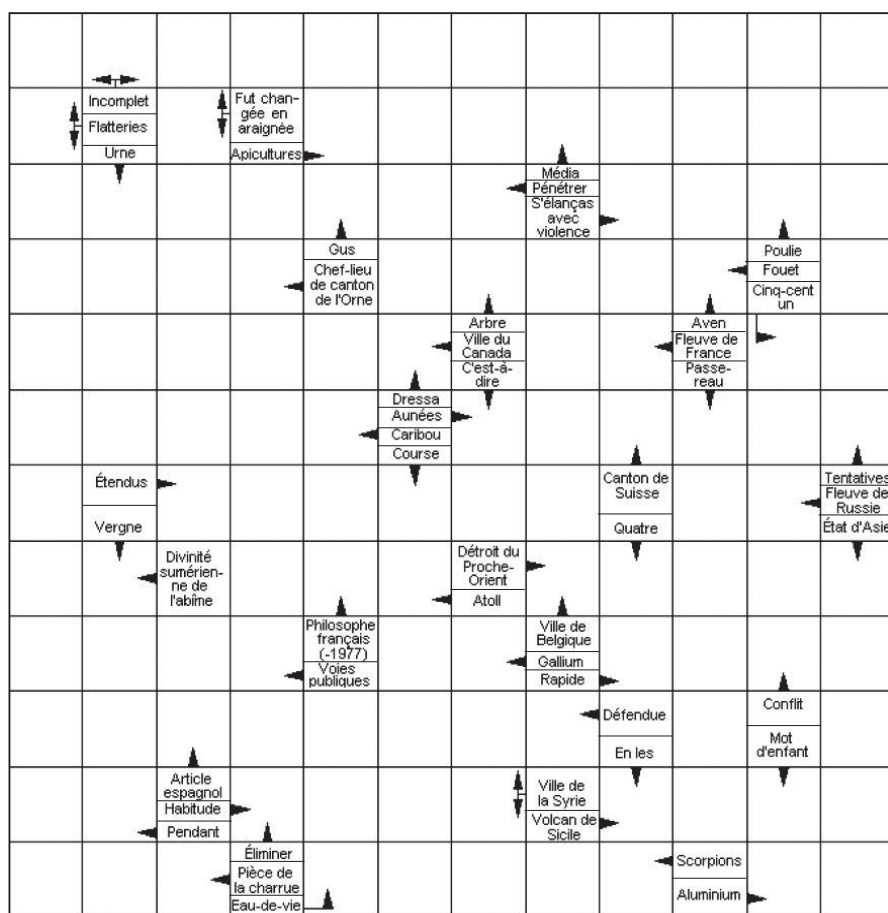 Incomplet
Flatteries
Urne
Fut chan-
gée en
araignée
Apicultures
Média
Pénétrer
S'élanças
avec
violence
Gus
Chef-lieu
de canton
de l'Orne
Poulie
Fouet
Cinq-cent
un
Arbre
Ville du
Canada
C'est-à-
dire
Aven
Fleuve de
France
Passe-
reau
Dressa
Aunées
Caribou
Course
Étendus
Vergne
Canton de
Suisse
Quatre
Tentatives
Fleuve de
Russie
État d'Asie
Divinité
sumérien-
ne de
l'abîme
Détroit du
Proche-
Orient
Atoll
Philosophe
français
(-1977)
Voies
publiques
Ville de
Belgique
Gallium
Rapide
Défendue
En les
Conflit
Mot
d'enfant
Article
espagnol
Habitude
Pendant
Ville de
la Syrie
Volcan de
Sicile
Éliminer
Pièce de
la charrue
Eau-de-vie
Scorpions
Aluminium